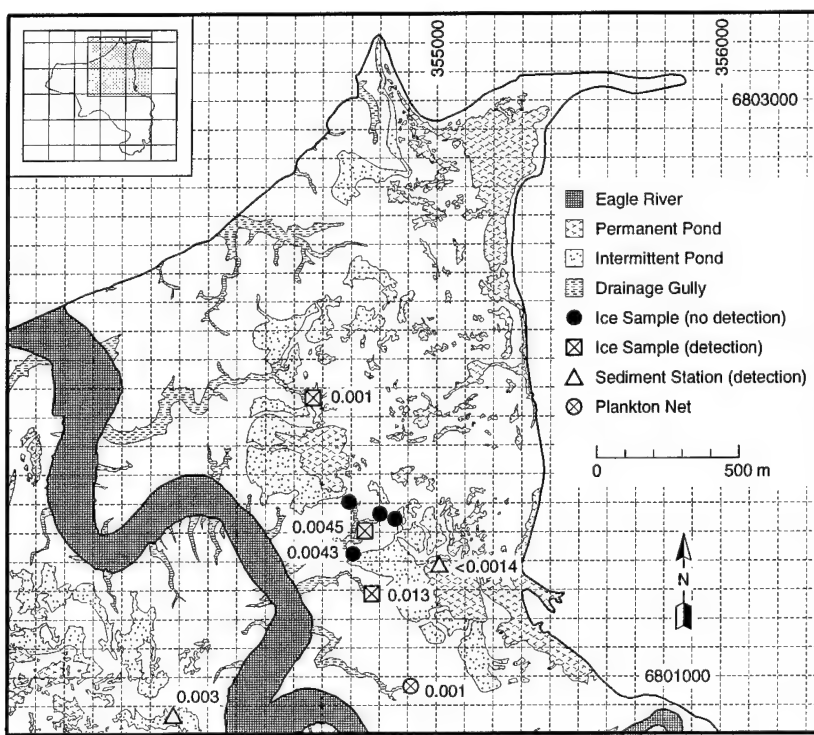 355000
356000
6803000
Eagle River
Permanent Pond
Intermittent Pond
Drainage Gully
Ice Sample (no detection)
Ice Sample (detection)
Sediment Station (detection)
Plankton Net
0 500 m
0.001
0.0045
0.0043
<0.0014
0.013
N
6801000
0.001
0.003